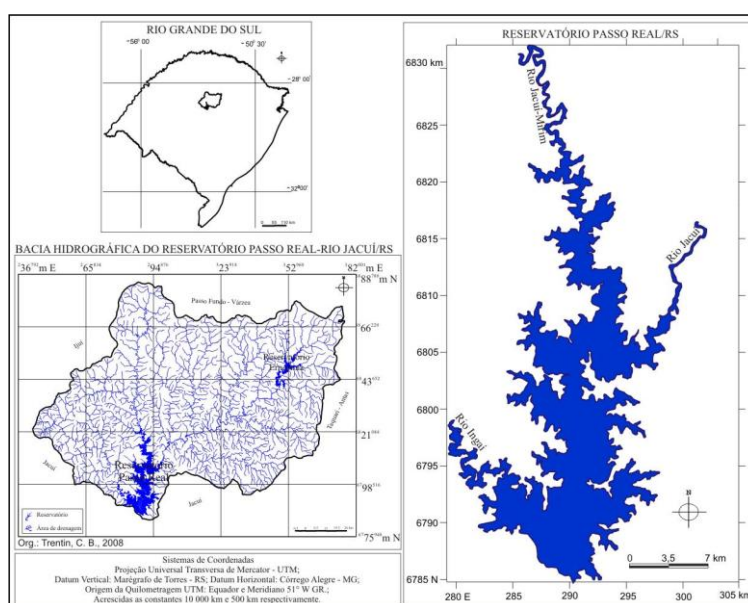 RIO GRANDE DO SUL
−56° 00'
−50° 30'
−28° 00'
BACIA HIDROGRÁFICA DO RESERVATÓRIO PASSO REAL-RIO JACUÍ/RS
Passo Fundo - Várzea
Ijuí
Reservatório
Taquari - Antas
Jacuí
Reservatório
Passo Real
Jacuí
Reservatório
Área de drenagem
Org.: Trentin, C. B., 2008
Sistemas de Coordenadas
Projeção Universal Transversa de Mercator - UTM;
Datum Vertical: Marégrafo de Torres - RS; Datum Horizontal: Córrego Alegre - MG;
Origem da Quilometragem UTM: Equador e Meridiano 51° W GR.;
Acrescidas as constantes 10 000 km e 500 km respectivamente.
RESERVATÓRIO PASSO REAL/RS
6830 km
Rio Jacuí-Mirim
6825
6820
6815
Rio Jacuí
6810
6805
6800
Rio Ingaí
6795
N
6790
0 3,5 7 km
6785 N
280 E 285 290 295 300 305 km